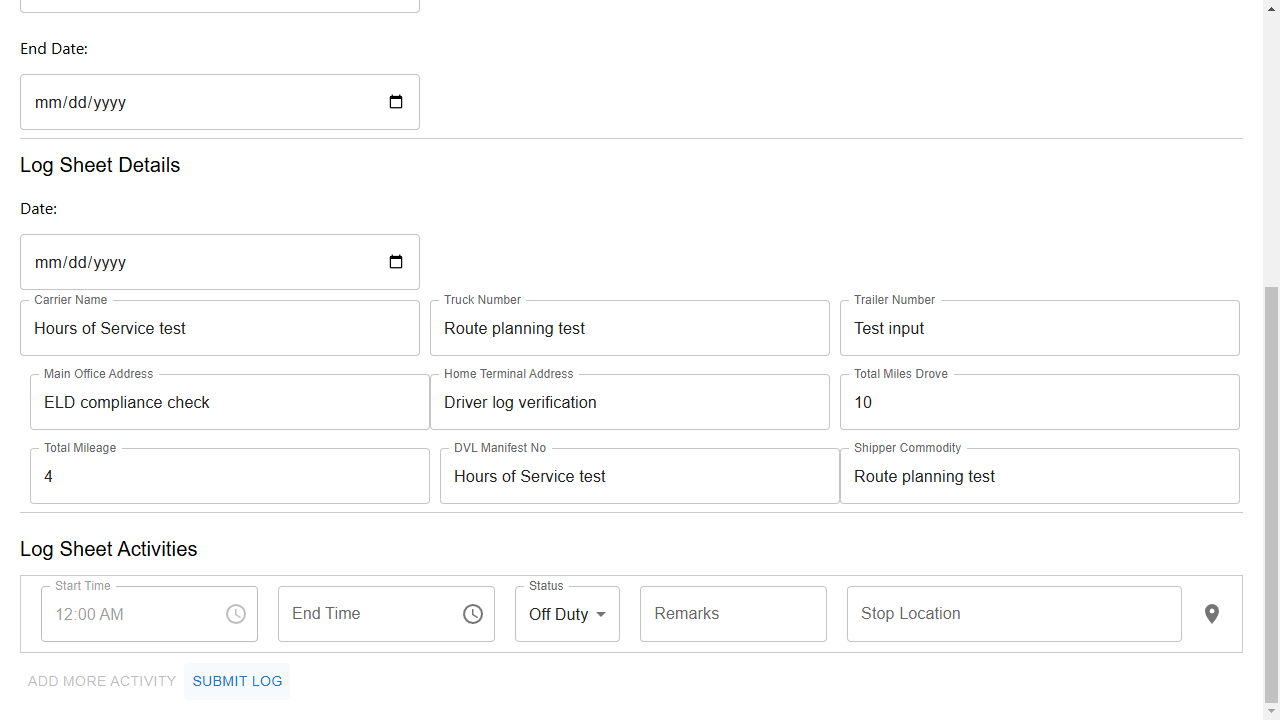 End Date:
mm/dd/yyyy
Log Sheet Details
Date:
mm/dd/yyyy
Carrier Name Truck Number Trailer Number
Hours of Service test Route planning test Test input
Main Office Address Home Terminal Address Total Miles Drove
ELD compliance check Driver log verification 10
Total Mileage DVL Manifest No Shipper Commodity
4 Hours of Service test Route planning test
Log Sheet Activities
Start Time Status
12:00 AM End Time Off Duty Remarks Stop Location
ADD MORE ACTIVITY SUBMIT LOG